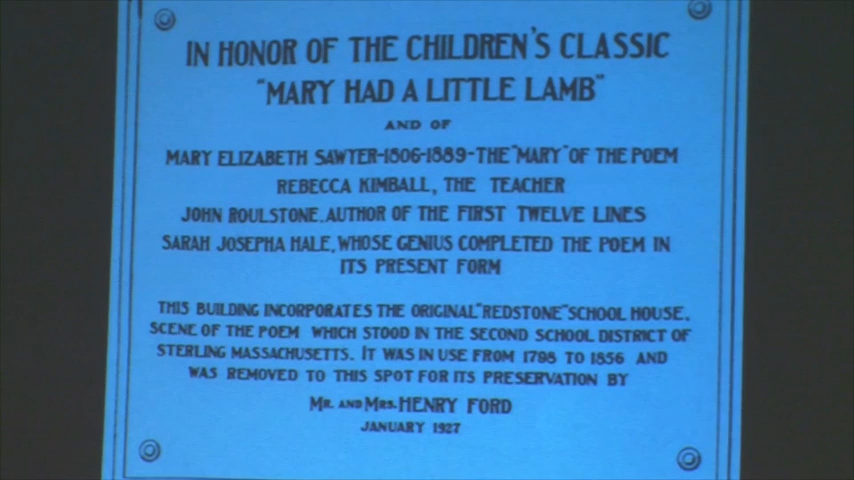 IN HONOR OF THE CHILDREN'S CLASSIC
"MARY HAD A LITTLE LAMB"
AND OF
MARY ELIZABETH SAWTER-1806-1889-THE "MARY" OF THE POEM
REBECCA KIMBALL, THE TEACHER
JOHN ROULSTONE. AUTHOR OF THE FIRST TWELVE LINES
SARAH JOSEPHA HALE, WHOSE GENIUS COMPLETED THE POEM IN
ITS PRESENT FORM
THIS BUILDING INCORPORATES THE ORIGINAL "REDSTONE" SCHOOL HOUSE,
SCENE OF THE POEM WHICH STOOD IN THE SECOND SCHOOL DISTRICT OF
STERLING MASSACHUSETTS. IT WAS IN USE FROM 1798 TO 1856 AND
WAS REMOVED TO THIS SPOT FOR ITS PRESERVATION BY
MR. AND MRS. HENRY FORD
JANUARY 1927